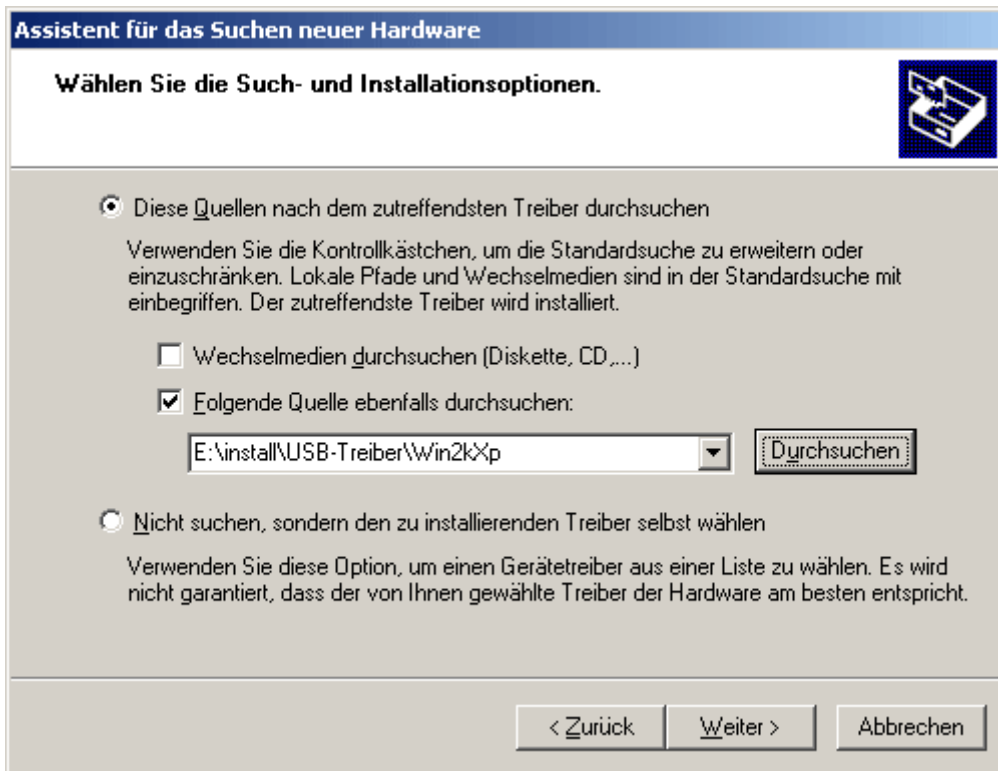 Assistent für das Suchen neuer Hardware
Wählen Sie die Such- und Installationsoptionen.
Diese Quellen nach dem zutreffendsten Treiber durchsuchen
Verwenden Sie die Kontrollkästchen, um die Standardsuche zu erweitern oder
einzuschränken. Lokale Pfade und Wechselmedien sind in der Standardsuche mit
einbegriffen. Der zutreffendste Treiber wird installiert.
Wechselmedien durchsuchen (Diskette, CD,...)
Folgende Quelle ebenfalls durchsuchen:
E:\install\USB-Treiber\Win2kXp
Durchsuchen
Nicht suchen, sondern den zu installierenden Treiber selbst wählen
Verwenden Sie diese Option, um einen Gerätetreiber aus einer Liste zu wählen. Es wird
nicht garantiert, dass der von Ihnen gewählte Treiber der Hardware am besten entspricht.
< Zurück
Weiter >
Abbrechen